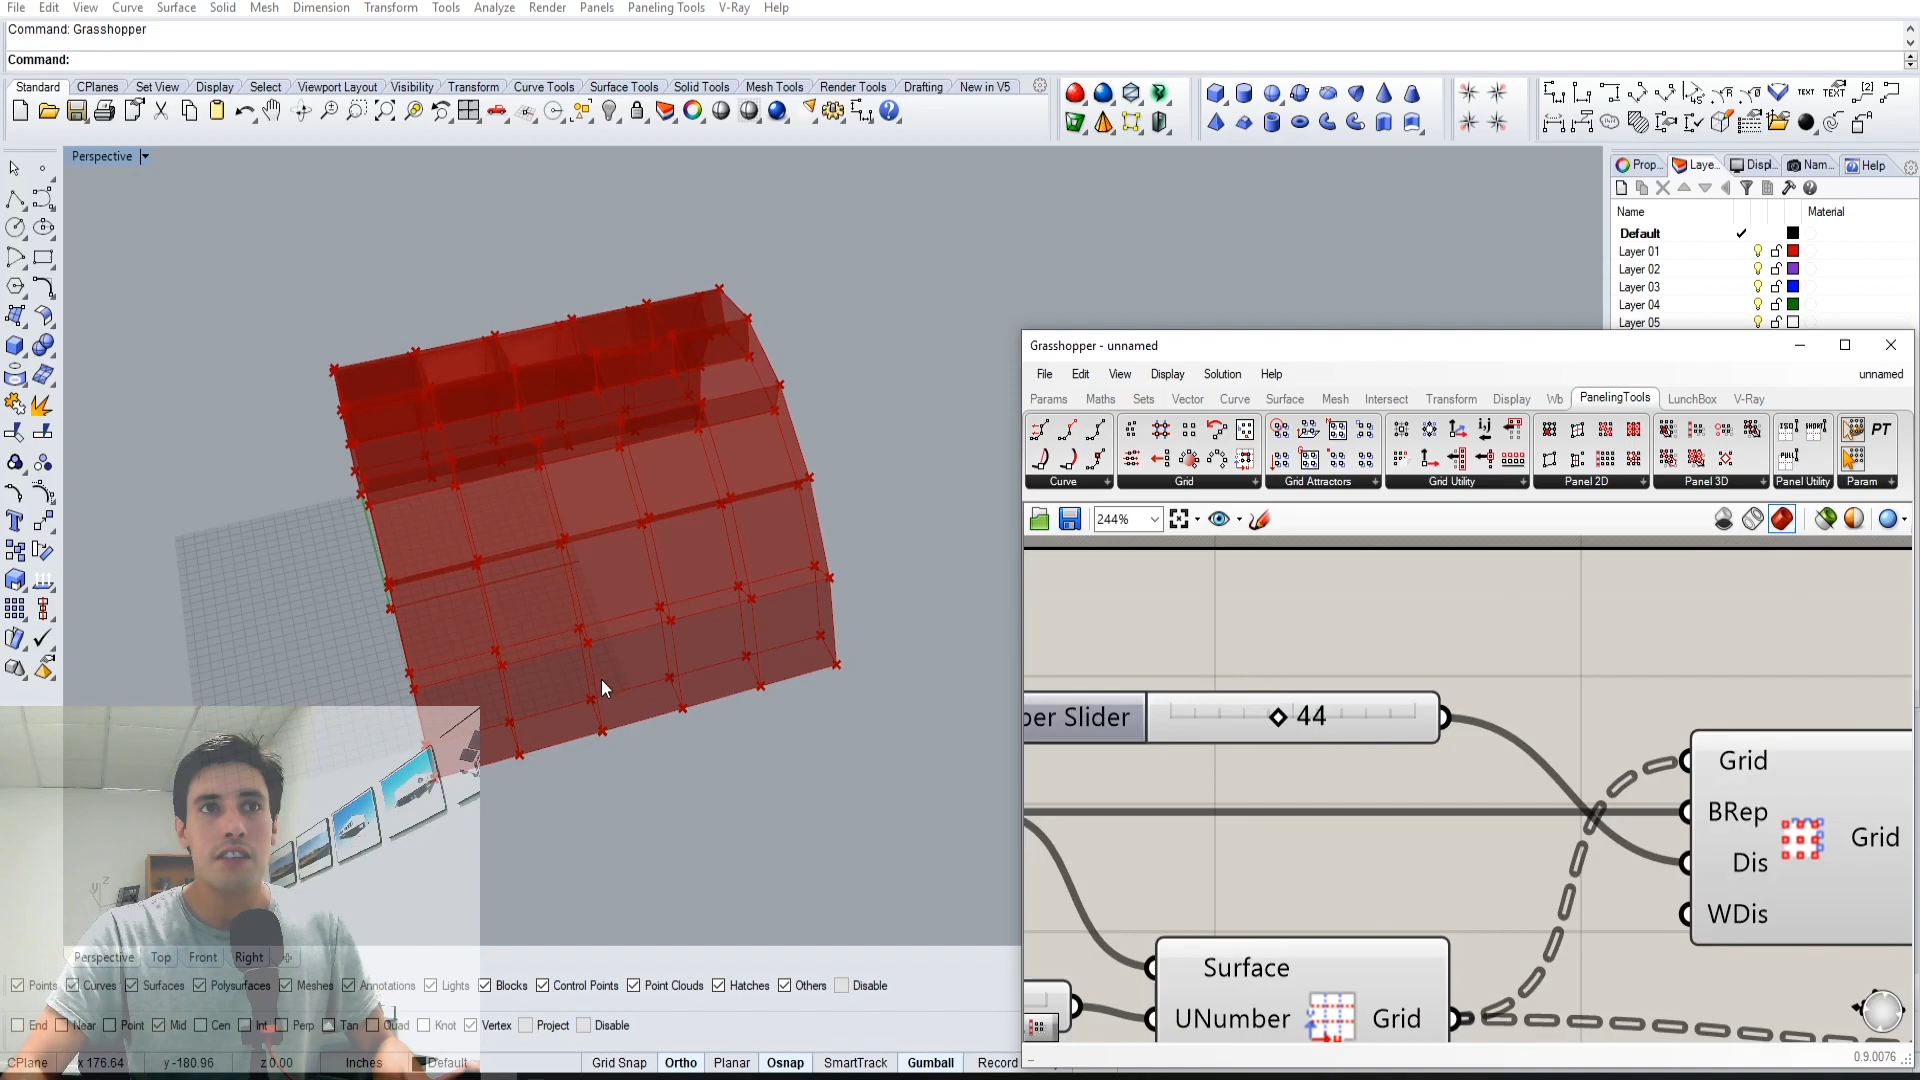 File Edit View Curve Surface Solid Mesh Dimension Transform Tools Analyze Render Panels Paneling Tools V-Ray Help
Command: Grasshopper
Command:
Standard CPlanes Set View Display Select Viewport Layout Visibility Transform Curve Tools Surface Tools Solid Tools Mesh Tools Render Tools Drafting New in V5
Perspective
Prop... Laye... Displ... Nam... Help
Name Material
Default
Layer 01
Layer 02
Layer 03
Layer 04
Layer 05
Grasshopper - unnamed
File Edit View Display Solution Help unnamed
Params Maths Sets Vector Curve Surface Mesh Intersect Transform Display Wb PanelingTools LunchBox V-Ray
Curve Grid Grid Attractors Grid Utility Panel 2D Panel 3D Panel Utility Param
244%
Slider 44
Grid
BRep
Dis
WDis
Grid
Surface
UNumber
Grid
0.9.0076
Perspective Top Front Right
Points Curves Surfaces Polysurfaces Meshes Annotations Lights Blocks Control Points Point Clouds Hatches Others Disable
End Near Point Mid Cen Int Perp Tan Quad Knot Vertex Project Disable
CPlane x 176.64 y -180.96 z 0.00 Inches Default Grid Snap Ortho Planar Osnap SmartTrack Gumball Record